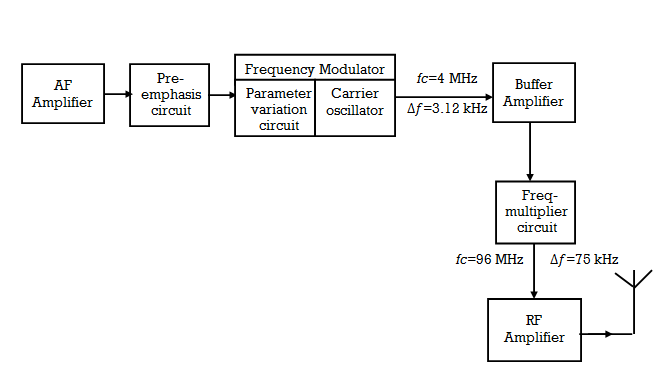 AF
Amplifier
Pre-
emphasis
circuit
Frequency Modulator
Parameter
variation
circuit
Carrier
oscillator
fc=4 MHz
Δf=3.12 kHz
Buffer
Amplifier
Freq-
multiplier
circuit
fc=96 MHz
Δf=75 kHz
RF
Amplifier